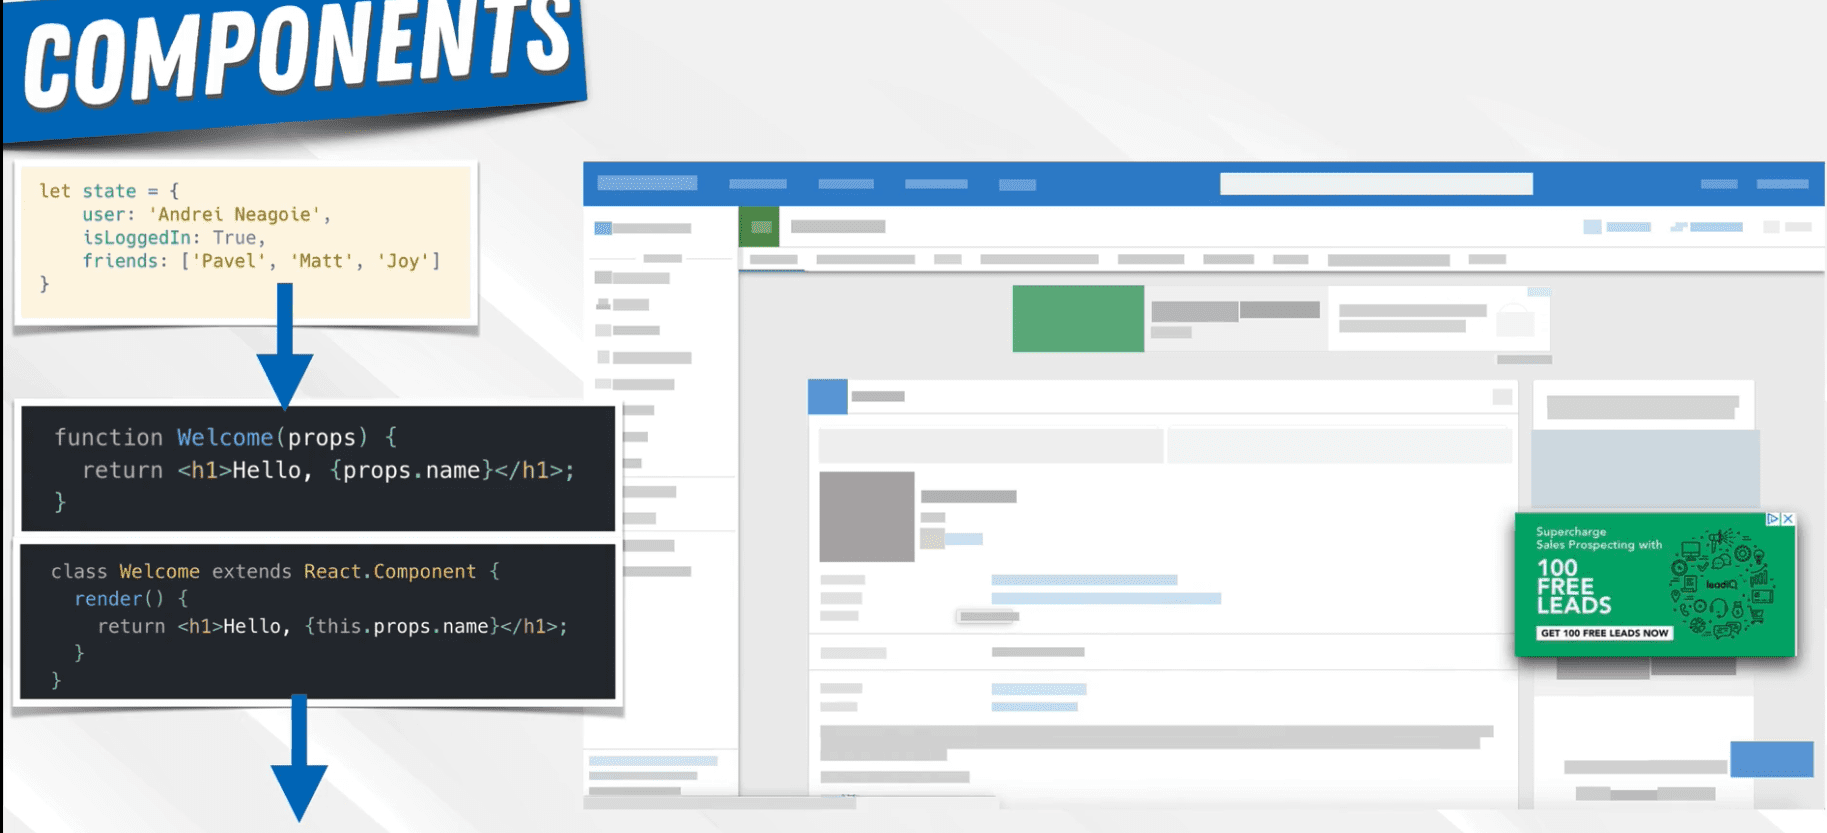 COMPONENTS
let state = {
    user: 'Andrei Neagoie',
    isLoggedIn: True,
    friends: ['Pavel', 'Matt', 'Joy']
}
function Welcome(props) {
  return <h1>Hello, {props.name}</h1>;
}
class Welcome extends React.Component {
  render() {
    return <h1>Hello, {this.props.name}</h1>;
  }
}
Supercharge
Sales Prospecting with
100
FREE
LEADS
GET 100 FREE LEADS NOW
leadIQ